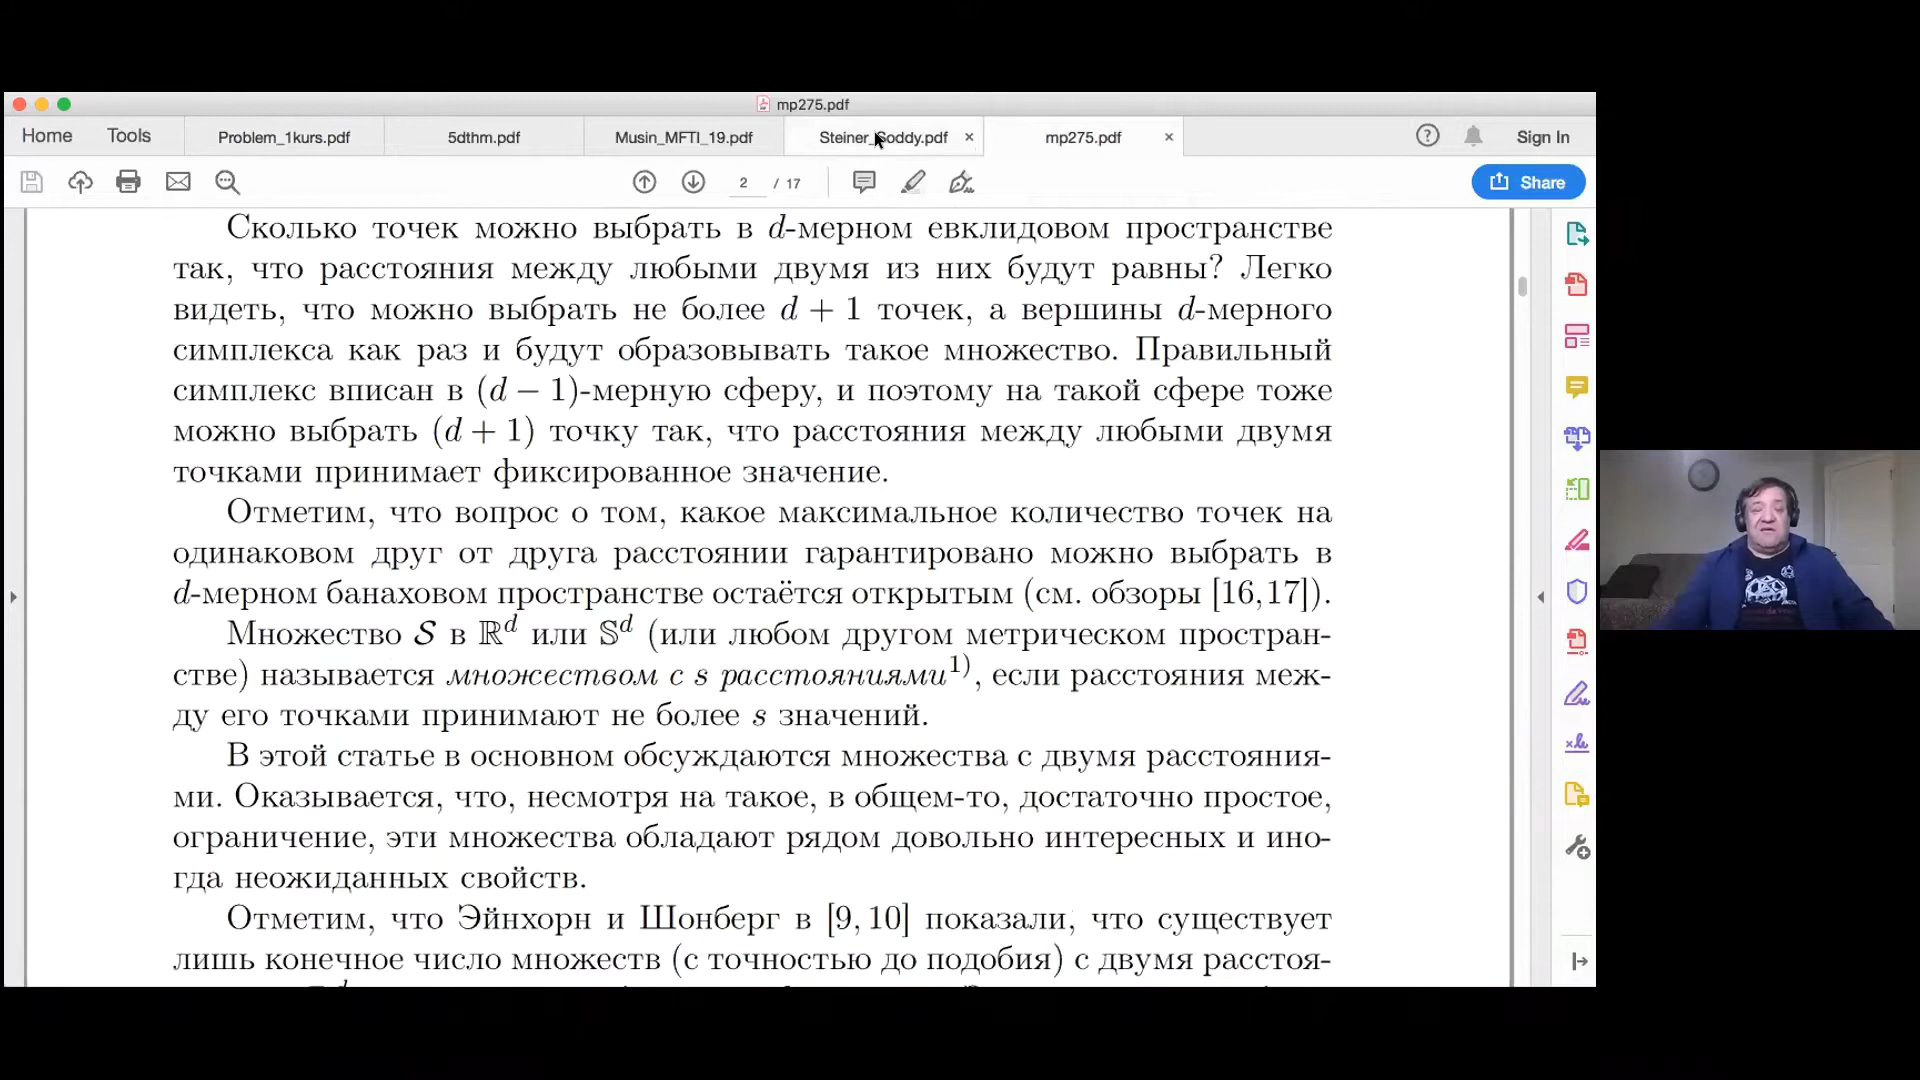 mp275.pdf
Home Tools Problem_1kurs.pdf 5dthm.pdf Musin_MFTI_19.pdf Steiner_Soddy.pdf mp275.pdf Sign In
2 / 17 Share
Сколько точек можно выбрать в d-мерном евклидовом пространстве
так, что расстояния между любыми двумя из них будут равны? Легко
видеть, что можно выбрать не более d + 1 точек, а вершины d-мерного
симплекса как раз и будут образовывать такое множество. Правильный
симплекс вписан в (d − 1)-мерную сферу, и поэтому на такой сфере тоже
можно выбрать (d + 1) точку так, что расстояния между любыми двумя
точками принимает фиксированное значение.
Отметим, что вопрос о том, какое максимальное количество точек на
одинаковом друг от друга расстоянии гарантировано можно выбрать в
d-мерном банаховом пространстве остаётся открытым (см. обзоры [16,17]).
Множество 𝒮 в ℝᵈ или 𝕊ᵈ (или любом другом метрическом простран-
стве) называется множеством с s расстояниями¹⁾, если расстояния меж-
ду его точками принимают не более s значений.
В этой статье в основном обсуждаются множества с двумя расстояния-
ми. Оказывается, что, несмотря на такое, в общем-то, достаточно простое,
ограничение, эти множества обладают рядом довольно интересных и ино-
гда неожиданных свойств.
Отметим, что Эйнхорн и Шонберг в [9, 10] показали, что существует
лишь конечное число множеств (с точностью до подобия) с двумя расстоя-